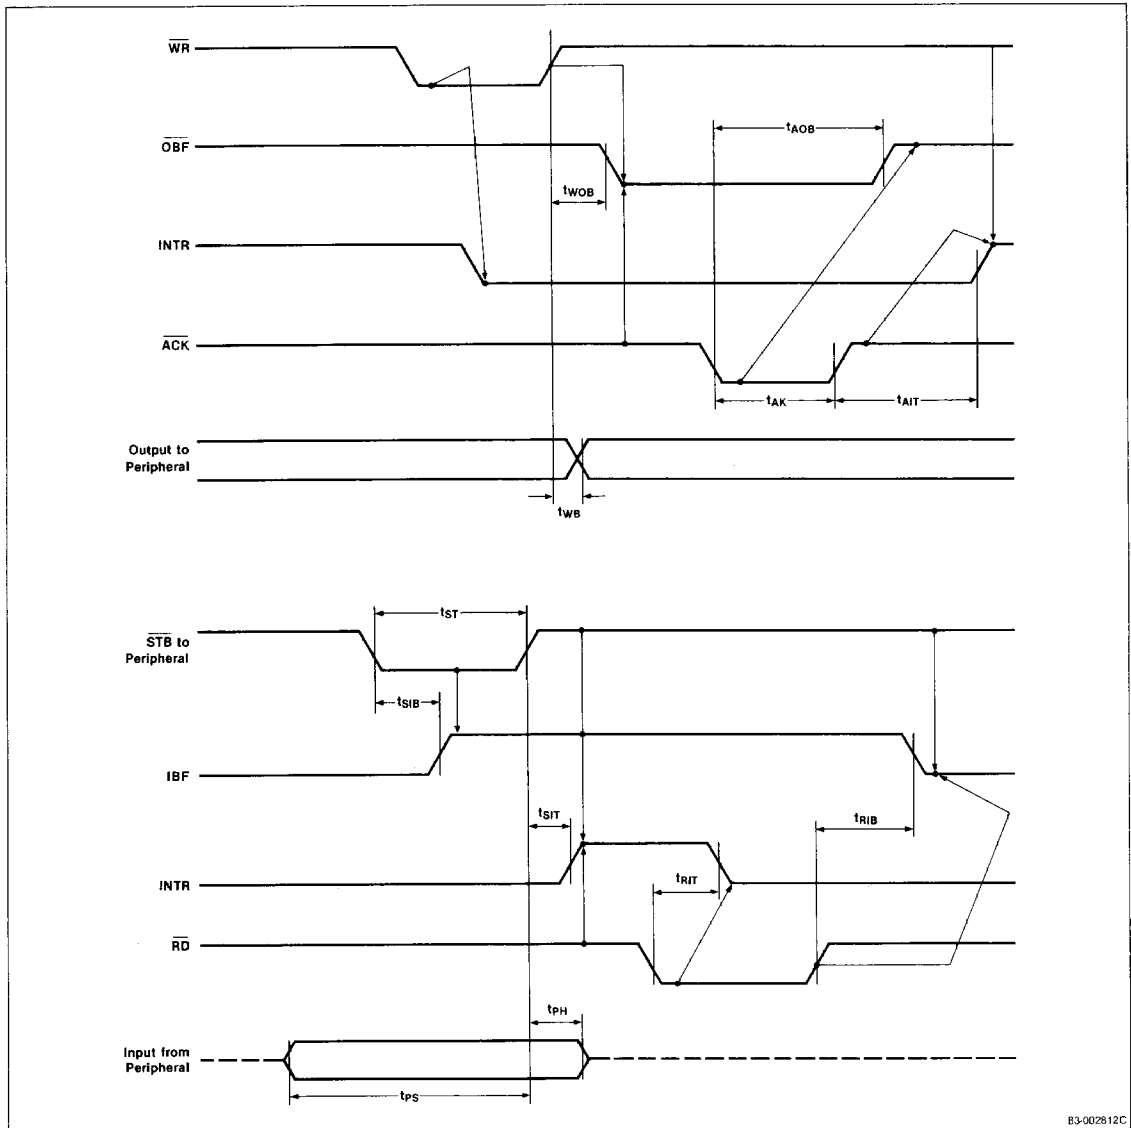 WR
tAOB
OBF
tWOB
INTR
ACK
tAK
tAIT
Output to
Peripheral
tWB
tST
STB to
Peripheral
tSIB
IBF
tSIT
tRIB
INTR
tRIT
RD
tPH
Input from
Peripheral
tPS
83-002812C